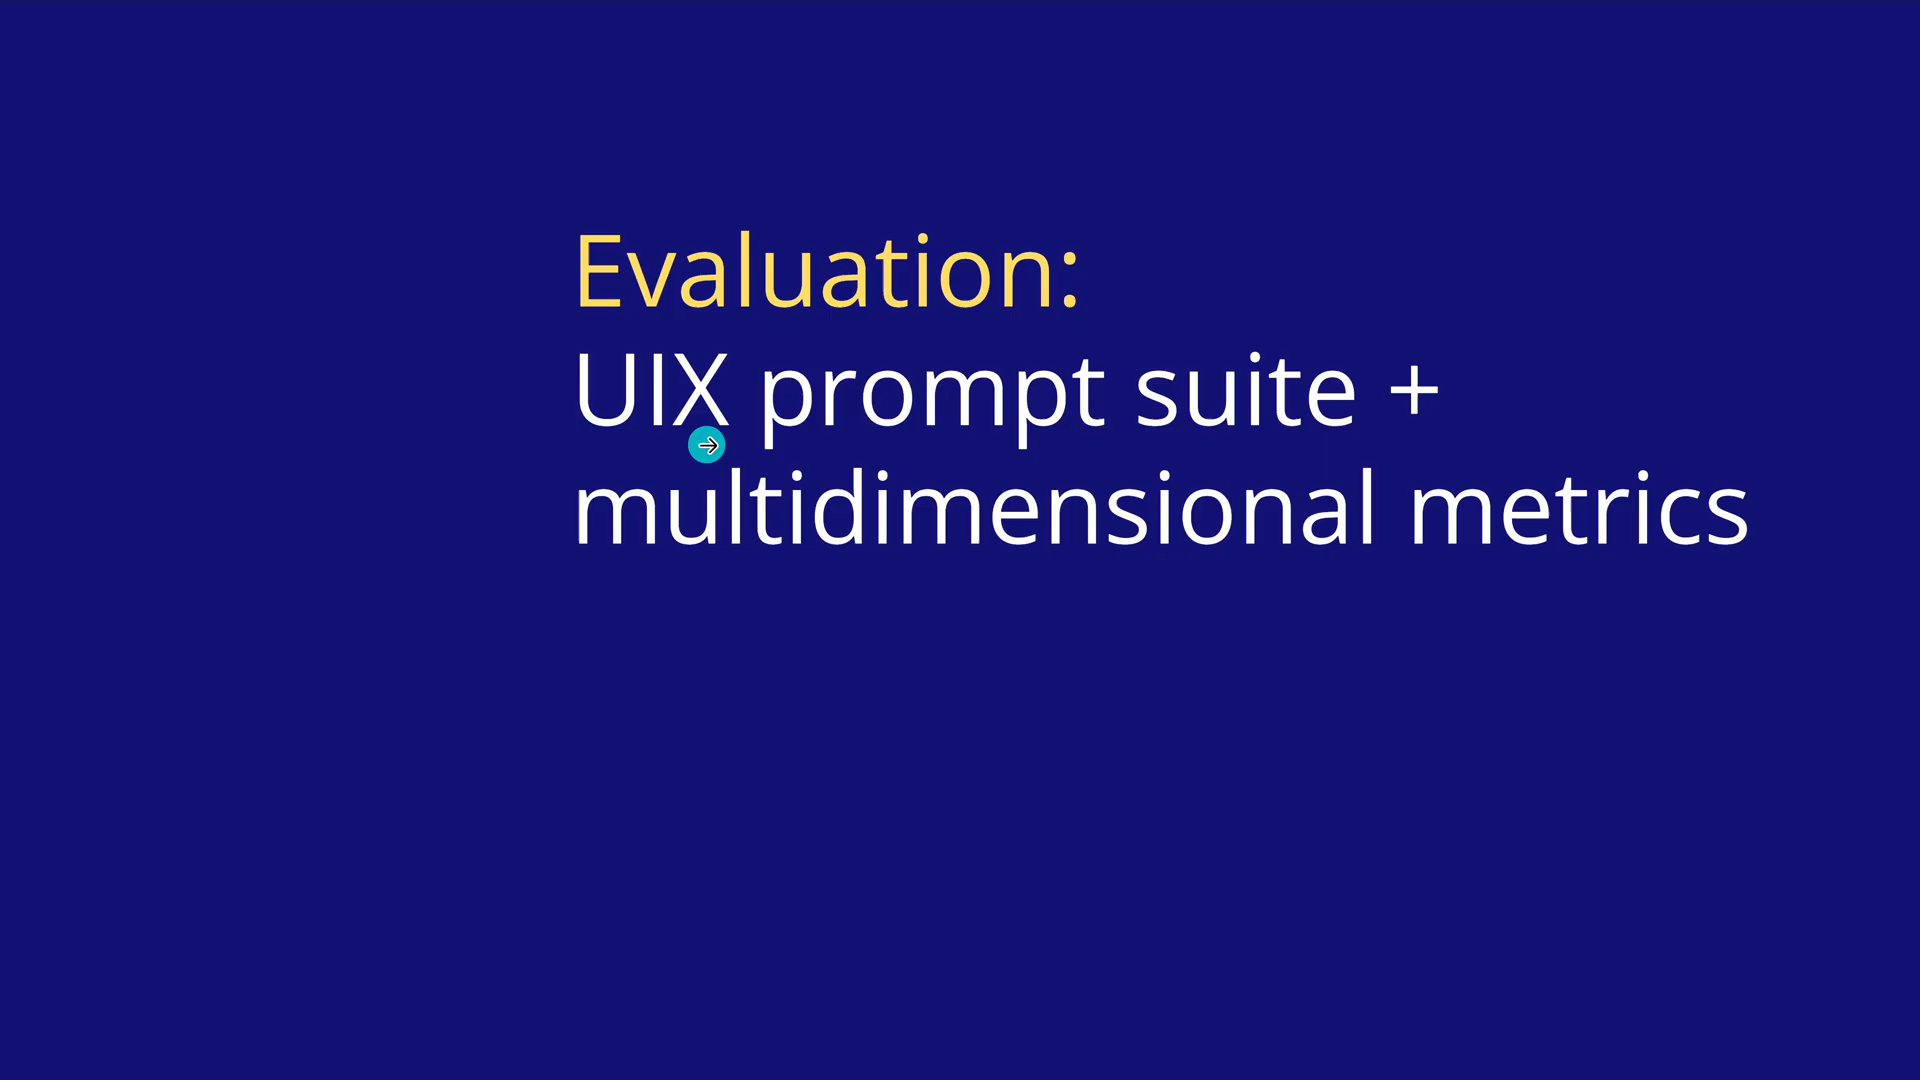 Evaluation:
UIX prompt suite +
multidimensional metrics